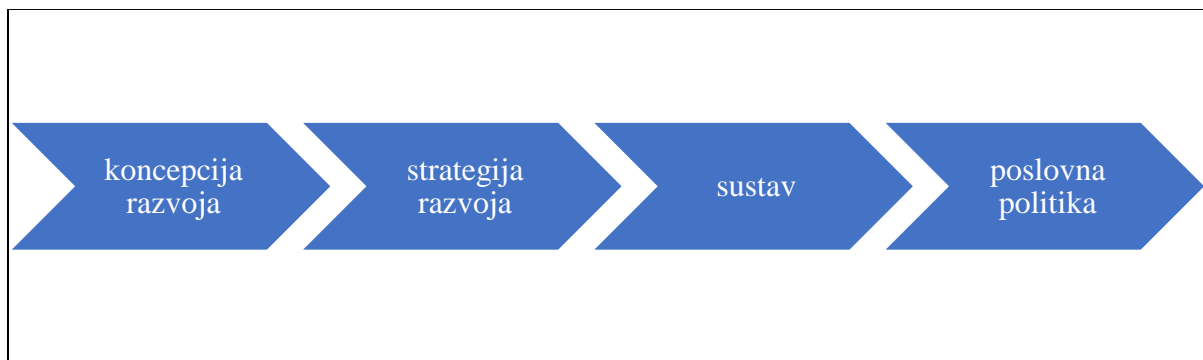 koncepcija
razvoja
strategija
razvoja
sustav
poslovna
politika